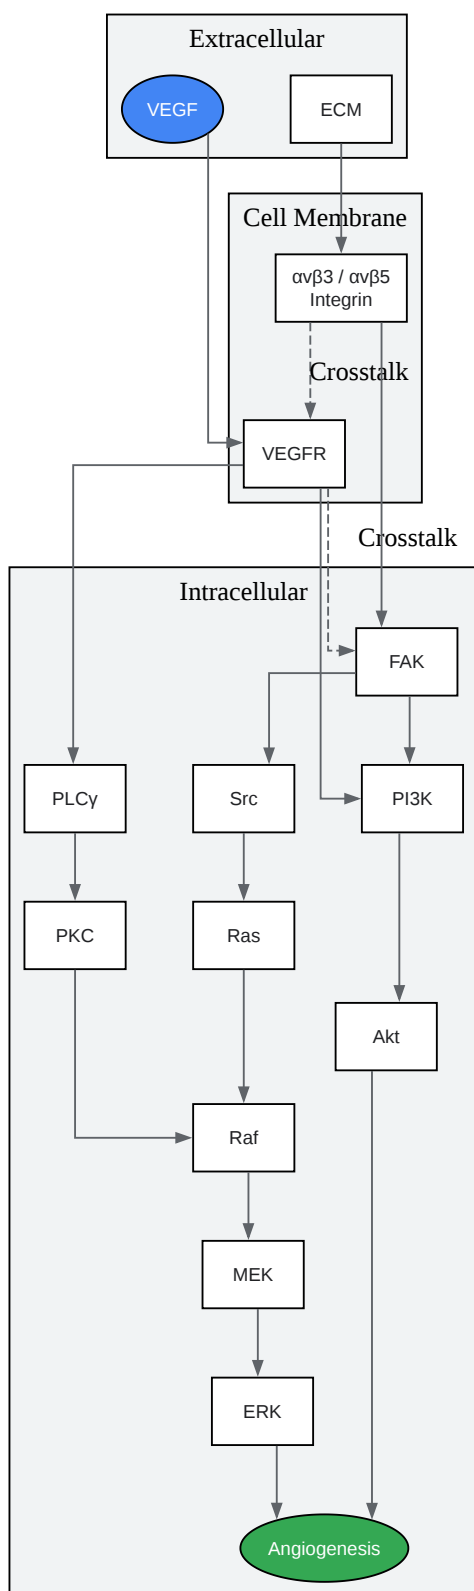 Extracellular
VEGF
ECM
Cell Membrane
αvβ3 / αvβ5
Integrin
Crosstalk
VEGFR
Crosstalk
Intracellular
FAK
PLCγ
Src
PI3K
PKC
Ras
Akt
Raf
MEK
ERK
Angiogenesis